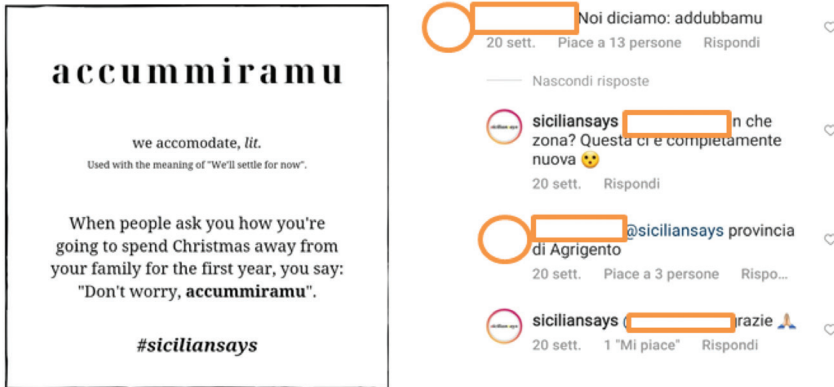 accummiramu
we accomodate, lit.
Used with the meaning of "We'll settle for now".
When people ask you how you're
going to spend Christmas away from
your family for the first year, you say:
"Don't worry, accummiramu".
#siciliansays
Noi diciamo: addubbamu
20 sett. Piace a 13 persone Rispondi
Nascondi risposte
siciliansays n che
zona? Questa ci è completamente
nuova 😮
20 sett. Rispondi
@siciliansays provincia
di Agrigento
20 sett. Piace a 3 persone Rispo...
siciliansays grazie 🙏🏻
20 sett. 1 "Mi piace" Rispondi